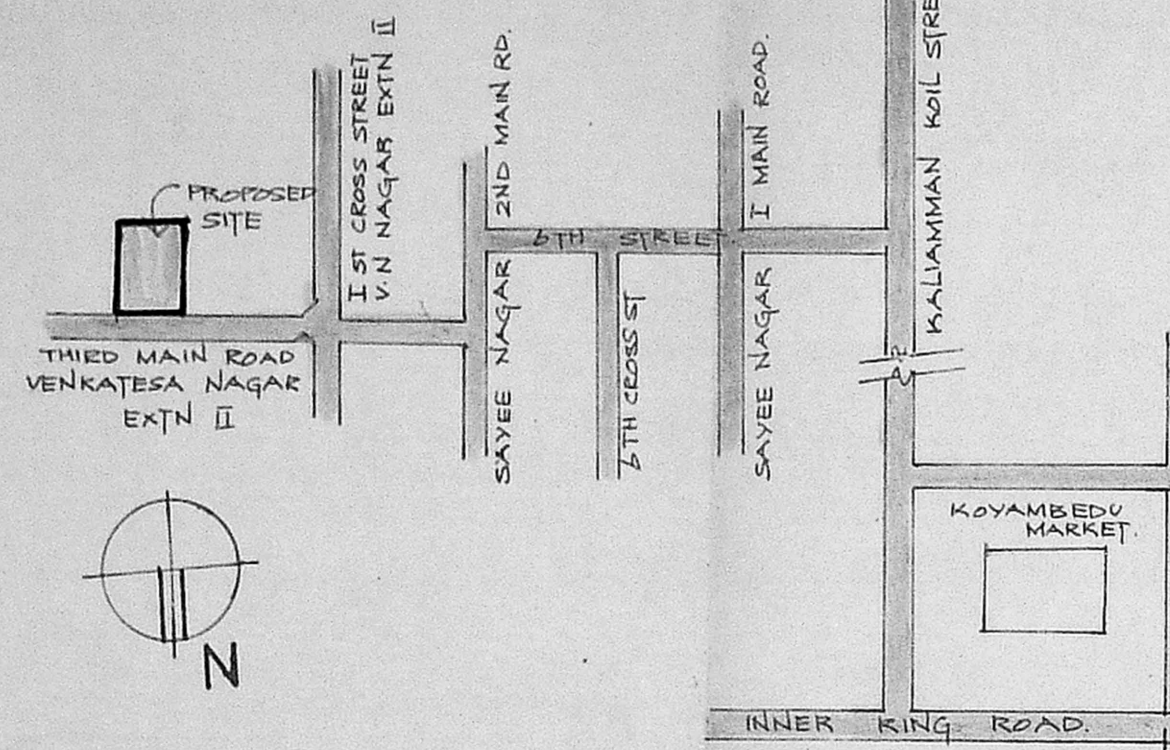 I ST CROSS STREET
V.N NAGAR EXTN II
2ND MAIN RD.
SAYEE NAGAR
I MAIN ROAD.
SAYEE NAGAR
KALIAMMAN KOIL STRE
PROPOSED
SITE
6TH STREET.
6TH CROSS ST
THIRD MAIN ROAD
VENKATESA NAGAR
EXTN II
KOYAMBEDU
MARKET.
N
INNER RING ROAD.